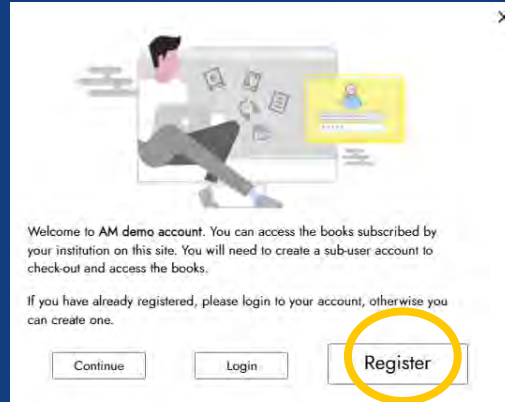 Welcome to AM demo account. You can access the books subscribed by
your institution on this site. You will need to create a sub-user account to
check-out and access the books.
If you have already registered, please login to your account, otherwise you
can create one.
Continue
Login
Register